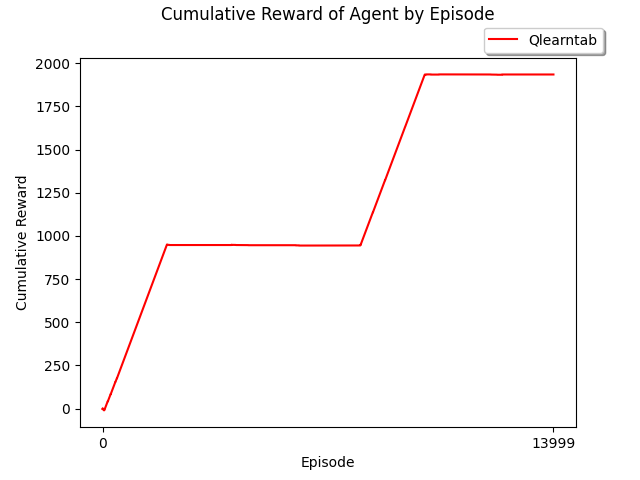 Cumulative Reward of Agent by Episode
Qlearntab
2000
1750
1500
1250
1000
750
500
250
0
Cumulative Reward
0 13999
Episode